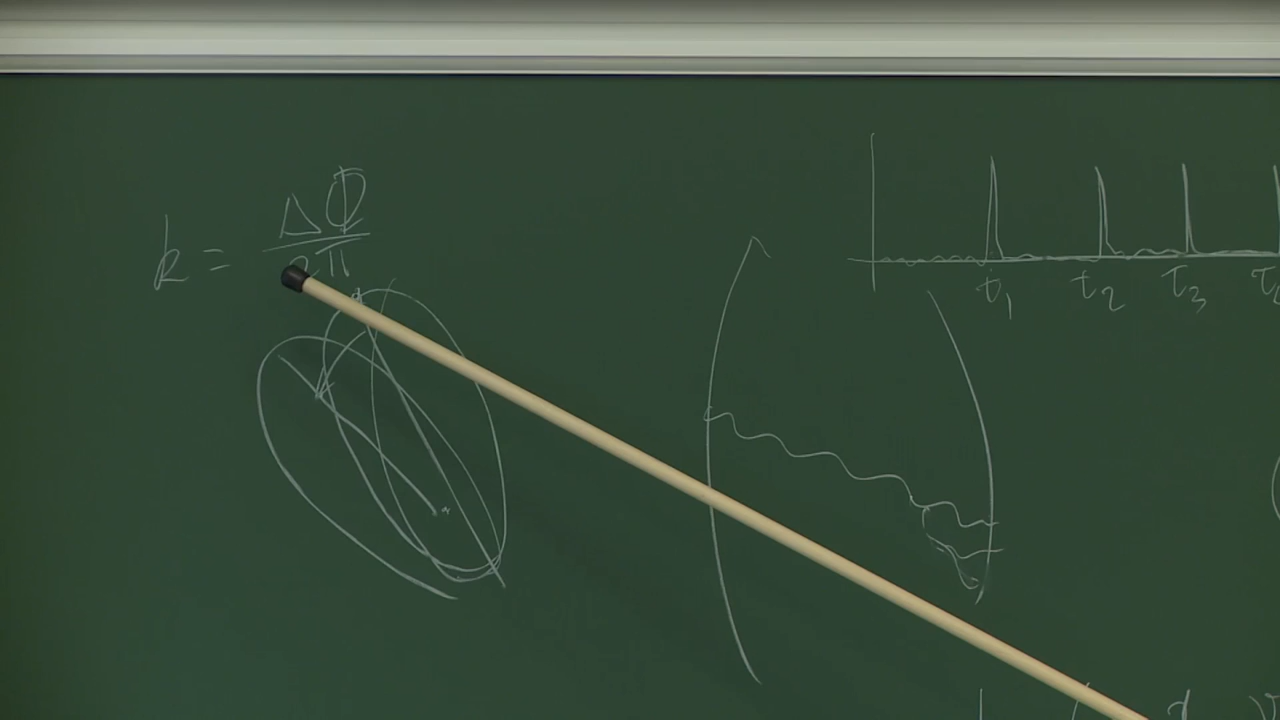 k = ΔΦ / 2π
t₁ t₂ t₃